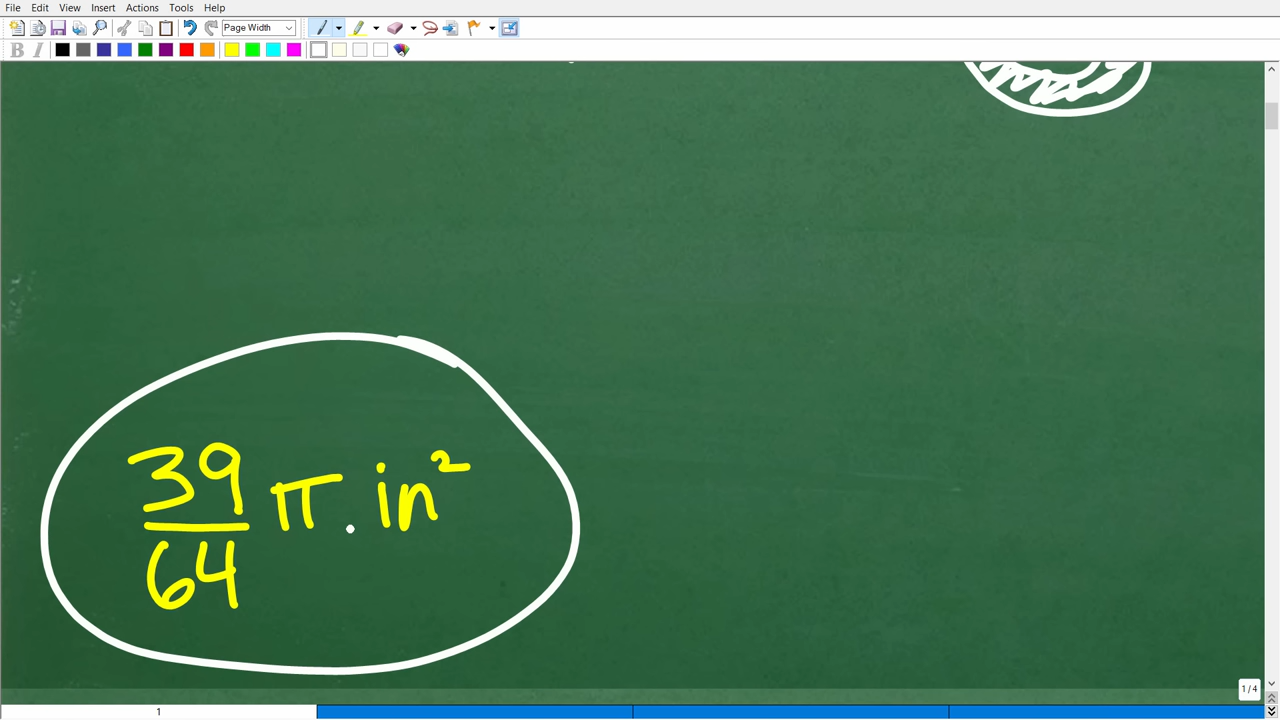 File Edit View Insert Actions Tools Help
Page Width
B I
39/64 π in²
1 / 4
1